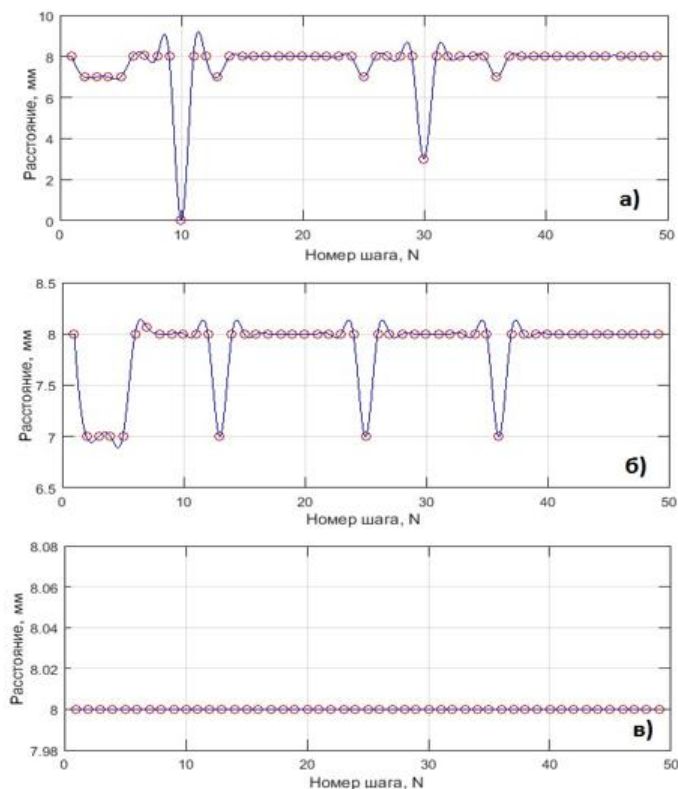 10
8
6
4
2
0
Расстояние, мм
а)
0 10 20 30 40 50
Номер шага, N
8.5
8
7.5
7
6.5
Расстояние, мм
б)
0 10 20 30 40 50
Номер шага, N
8.08
8.06
8.04
8.02
8
7.98
Расстояние, мм
в)
0 10 20 30 40 50
Номер шага, N